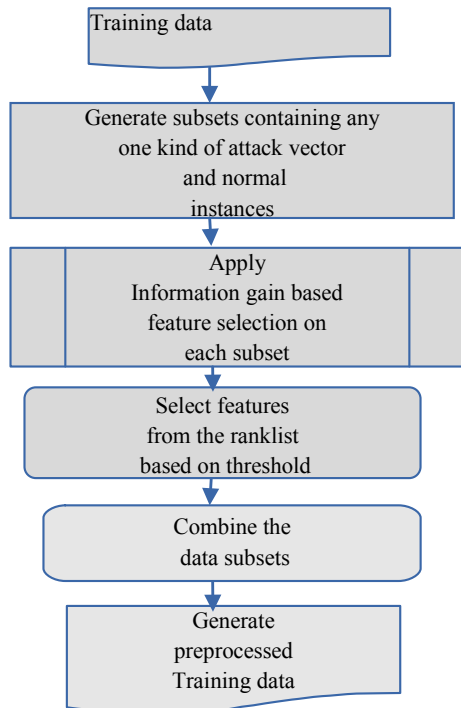 Training data
Generate subsets containing any
one kind of attack vector
and normal
instances
Apply
Information gain based
feature selection on
each subset
Select features
from the ranklist
based on threshold
Combine the
data subsets
Generate
preprocessed
Training data